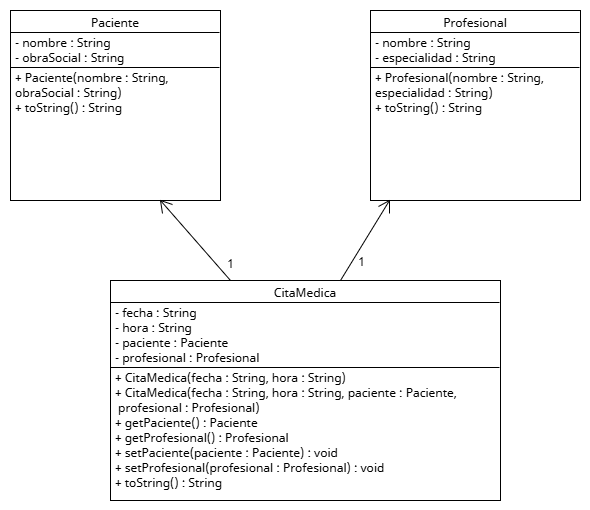 Paciente
- nombre : String
- obraSocial : String
+ Paciente(nombre : String,
obraSocial : String)
+ toString() : String
Profesional
- nombre : String
- especialidad : String
+ Profesional(nombre : String,
especialidad : String)
+ toString() : String
1
1
CitaMedica
- fecha : String
- hora : String
- paciente : Paciente
- profesional : Profesional
+ CitaMedica(fecha : String, hora : String)
+ CitaMedica(fecha : String, hora : String, paciente : Paciente,
profesional : Profesional)
+ getPaciente() : Paciente
+ getProfesional() : Profesional
+ setPaciente(paciente : Paciente) : void
+ setProfesional(profesional : Profesional) : void
+ toString() : String